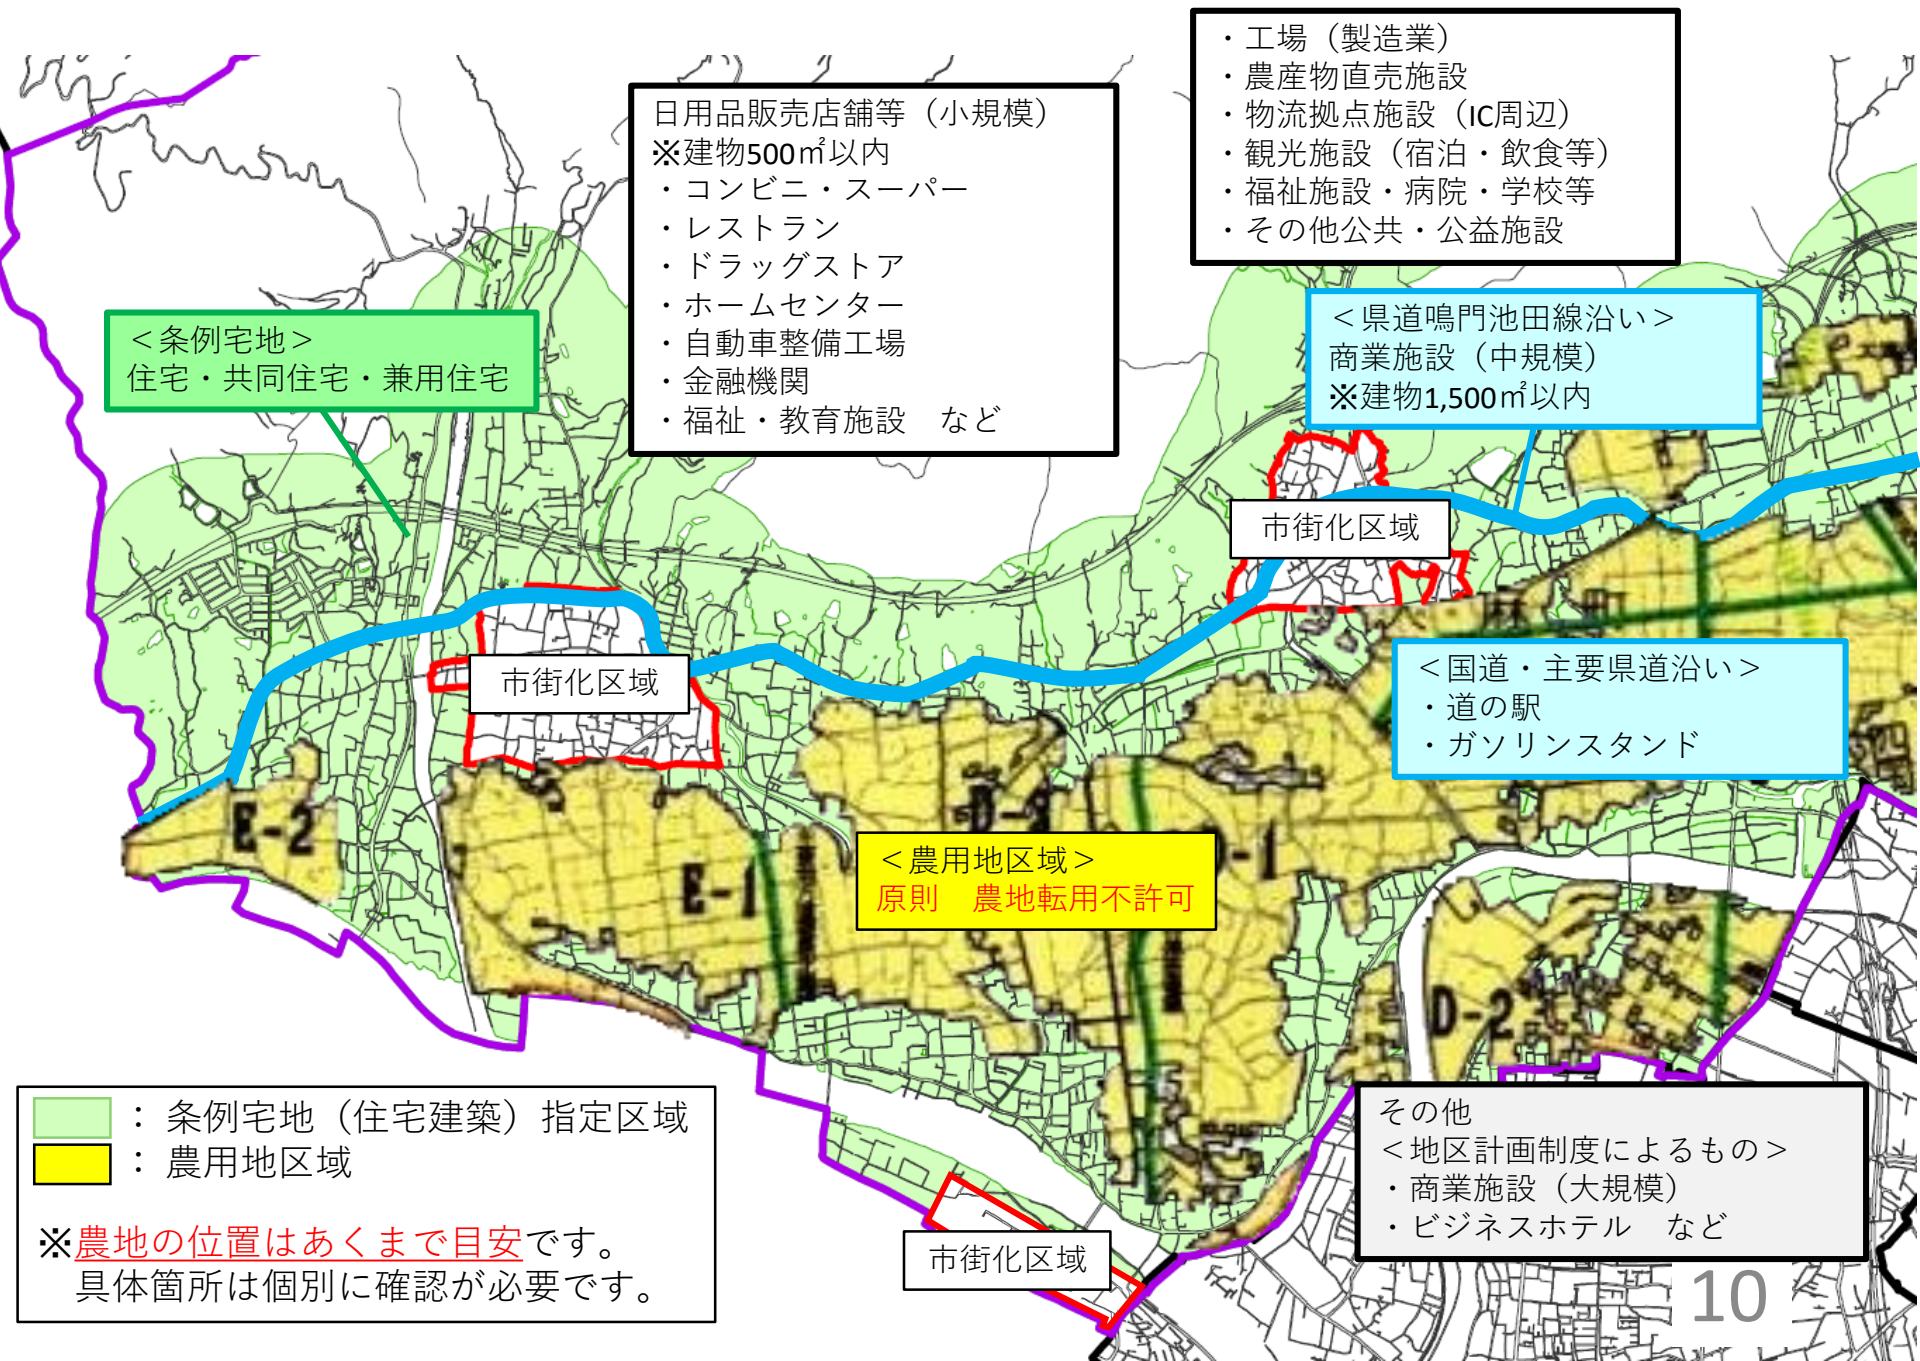 ・工場（製造業）
・農産物直売施設
・物流拠点施設（IC周辺）
・観光施設（宿泊・飲食等）
・福祉施設・病院・学校等
・その他公共・公益施設
日用品販売店舗等（小規模）
※建物500㎡以内
・コンビニ・スーパー
・レストラン
・ドラッグストア
・ホームセンター
・自動車整備工場
・金融機関
・福祉・教育施設　など
＜条例宅地＞
住宅・共同住宅・兼用住宅
＜県道鳴門池田線沿い＞
商業施設（中規模）
※建物1,500㎡以内
市街化区域
市街化区域
＜国道・主要県道沿い＞
・道の駅
・ガソリンスタンド
E-2
E-1
D-1
＜農用地区域＞
原則　農地転用不許可
D-2
：条例宅地（住宅建築）指定区域
：農用地区域
※農地の位置はあくまで目安です。
具体箇所は個別に確認が必要です。
その他
＜地区計画制度によるもの＞
・商業施設（大規模）
・ビジネスホテル　など
市街化区域
10